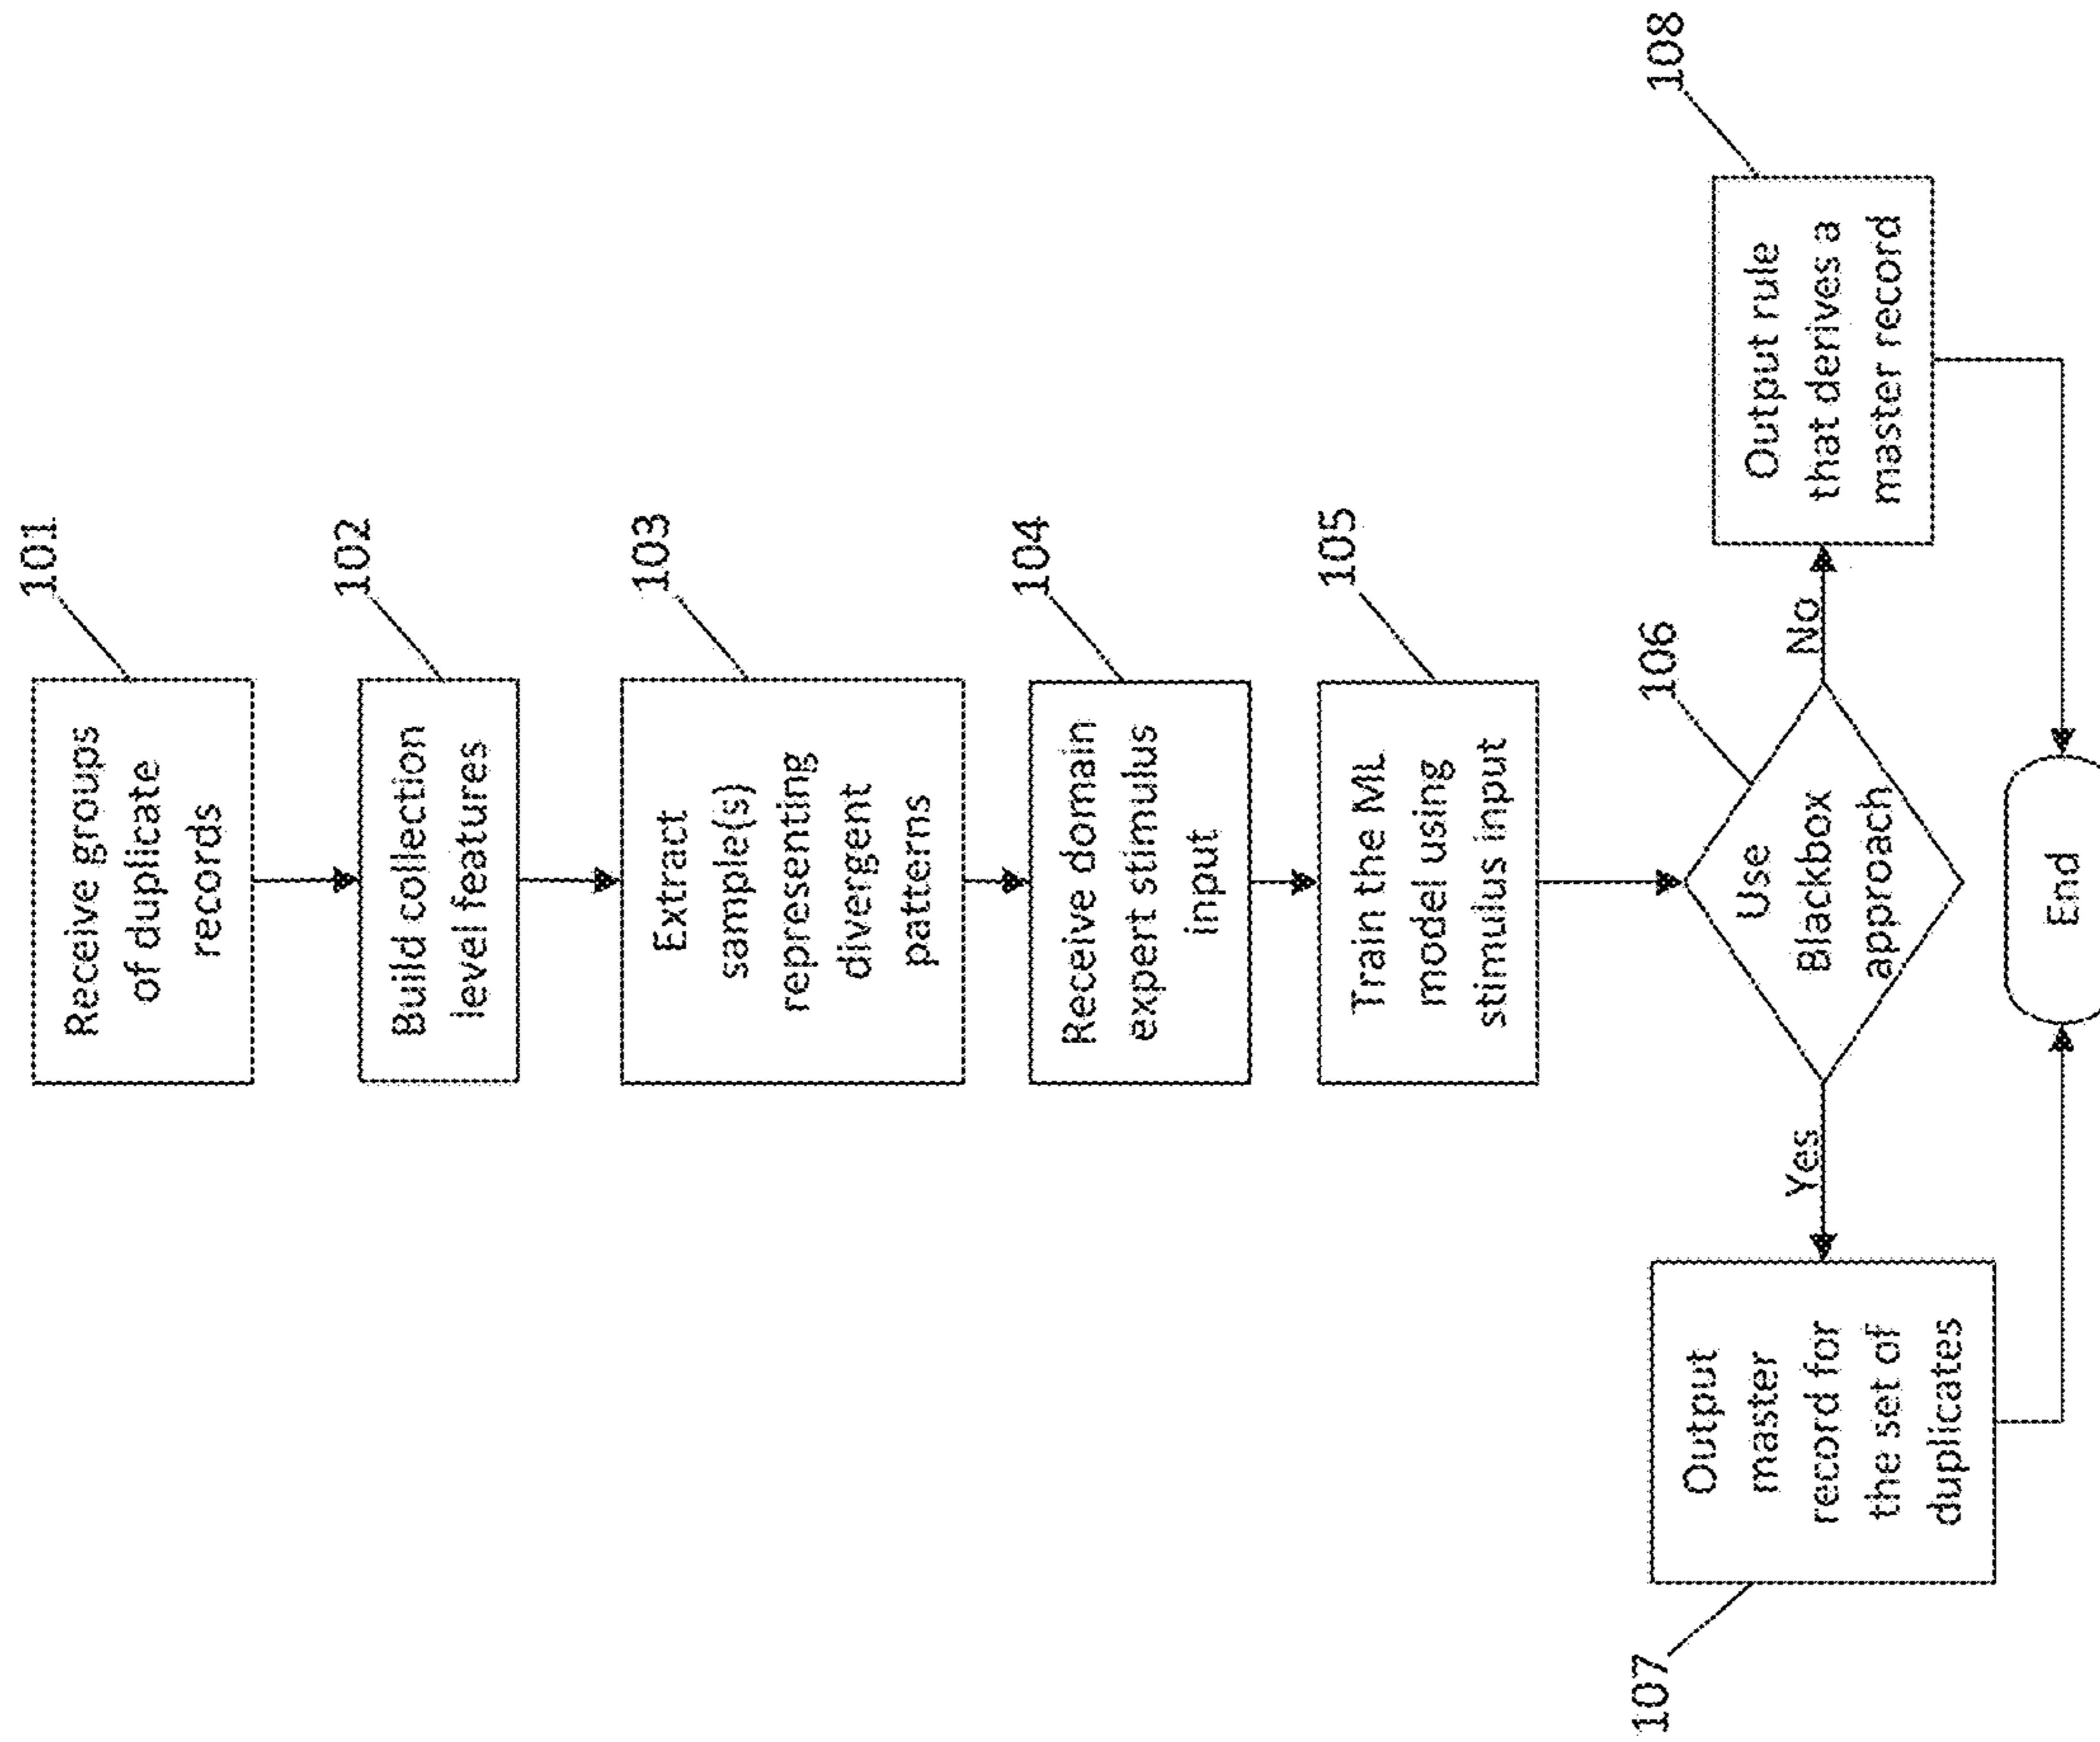 101
Receive groups
of duplicate
records
102
Build collection
level features
103
Extract
sample(s)
representing
divergent
patterns
104
Receive domain
expert stimulus
input
105
Train the ML
model using
stimulus input
106
Use
Blackbox
approach
Yes
No
107
Output
master
record for
the set of
duplicates
108
Output rule
that derives a
master record
End